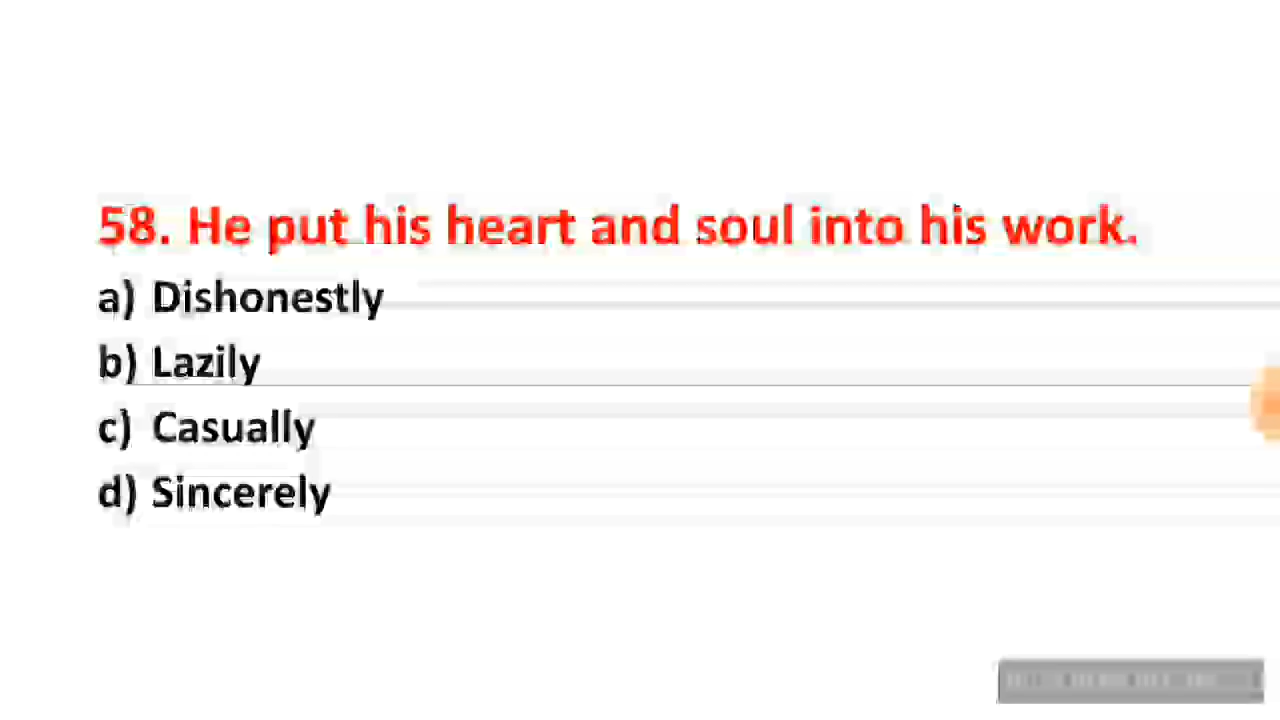 58. He put his heart and soul into his work.
a) Dishonestly
b) Lazily
c) Casually
d) Sincerely